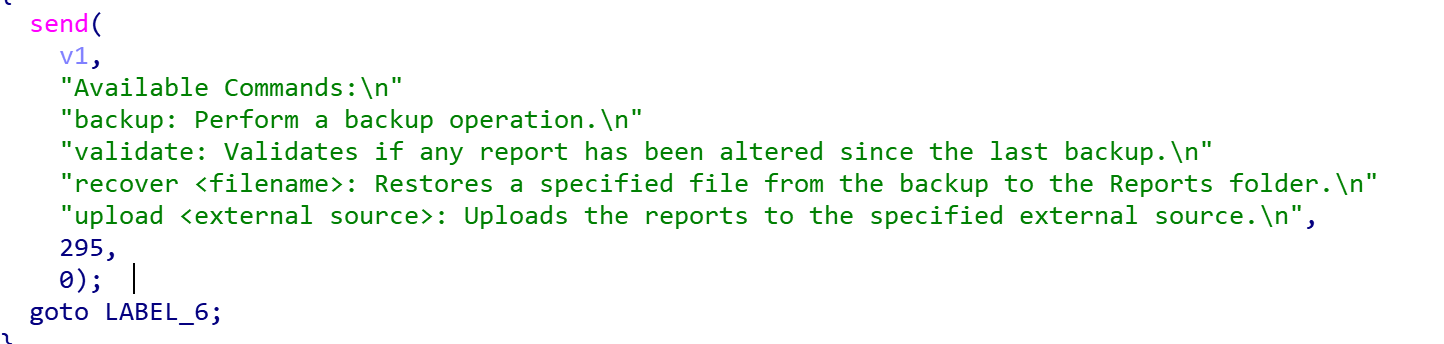 send(
v1,
"Available Commands:\n"
"backup: Perform a backup operation.\n"
"validate: Validates if any report has been altered since the last backup.\n"
"recover <filename>: Restores a specified file from the backup to the Reports folder.\n"
"upload <external source>: Uploads the reports to the specified external source.\n",
295,
0);
goto LABEL_6;
}